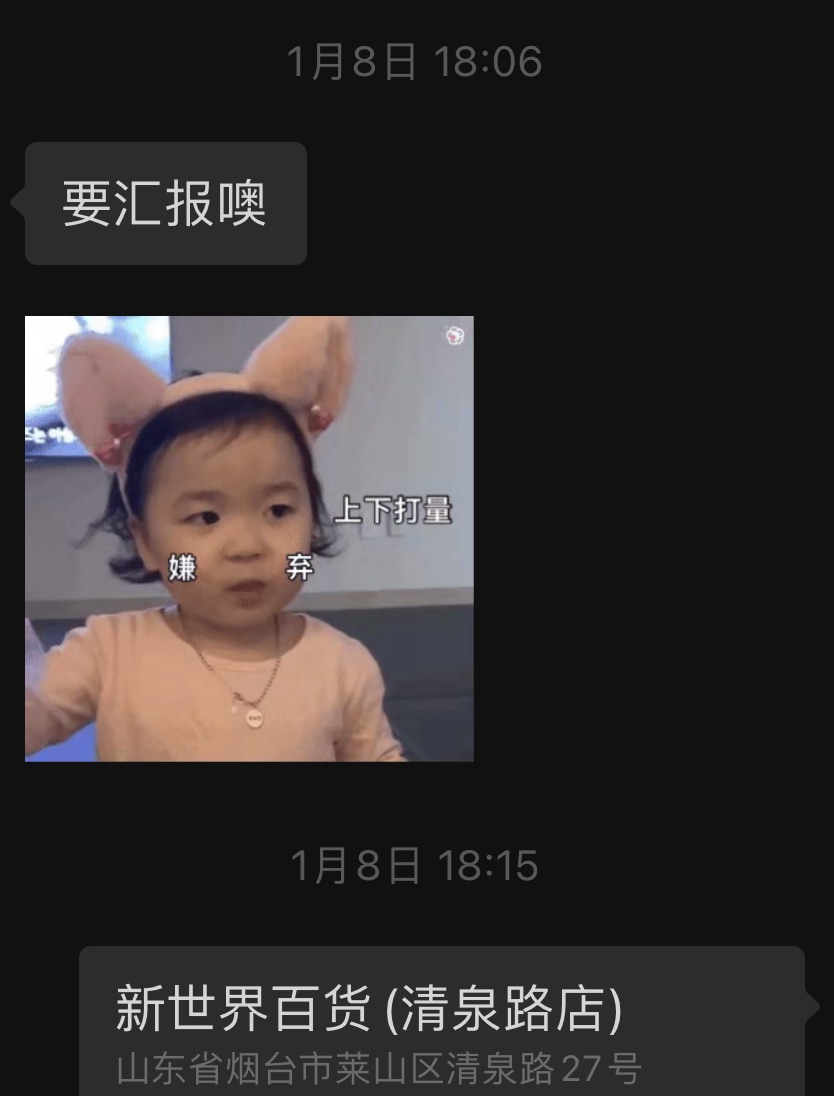 1月8日 18:06
要汇报噢
上下打量
嫌 弃
1月8日 18:15
新世界百货 (清泉路店)
山东省烟台市莱山区清泉路27号